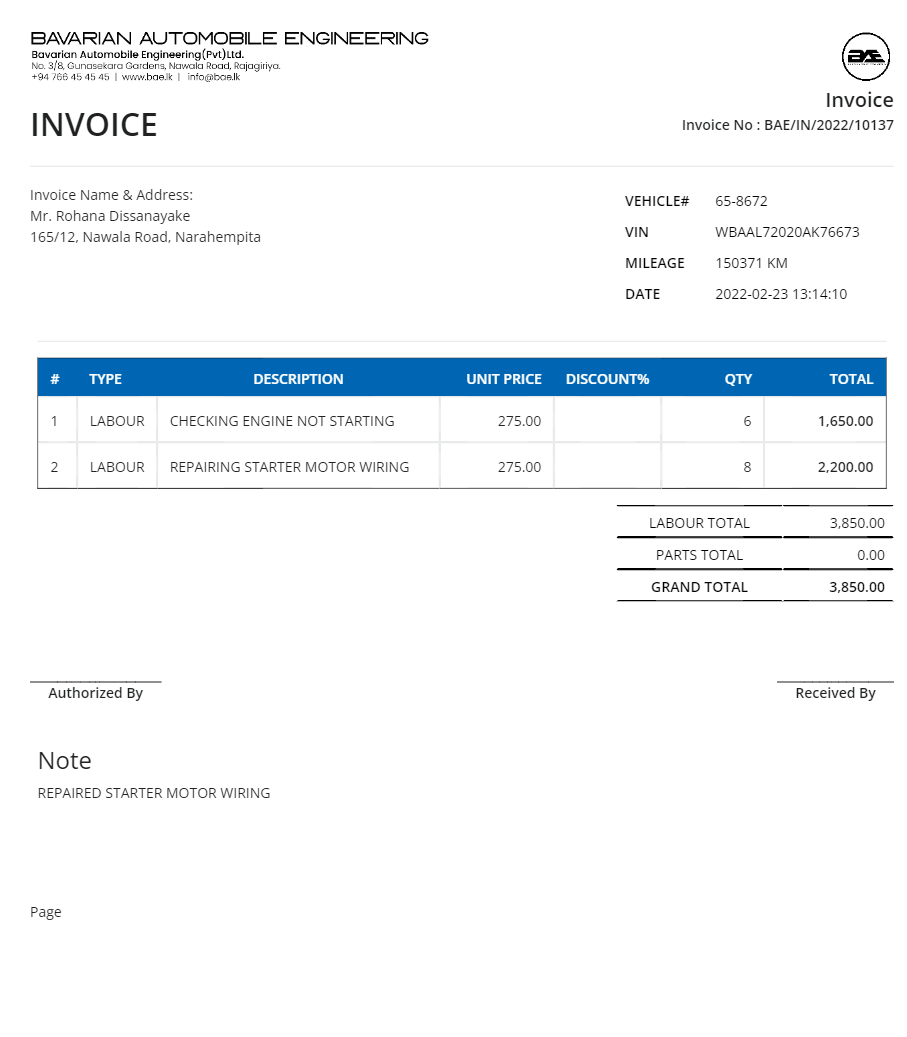 BAVARIAN AUTOMOBILE ENGINEERING
Bavarian Automobile Engineering(Pvt)Ltd.
No. 3/8, Gunasekara Gardens, Nawala Road, Rajagiriya.
+94 766 45 45 45 | www.bae.lk | info@bae.lk
BAE
Invoice
INVOICE
Invoice No : BAE/IN/2022/10137
Invoice Name & Address:
Mr. Rohana Dissanayake
165/12, Nawala Road, Narahempita
VEHICLE# 65-8672
VIN WBAAL72020AK76673
MILEAGE 150371 KM
DATE 2022-02-23 13:14:10
# TYPE DESCRIPTION UNIT PRICE DISCOUNT% QTY TOTAL
1 LABOUR CHECKING ENGINE NOT STARTING 275.00 6 1,650.00
2 LABOUR REPAIRING STARTER MOTOR WIRING 275.00 8 2,200.00
LABOUR TOTAL 3,850.00
PARTS TOTAL 0.00
GRAND TOTAL 3,850.00
Authorized By Received By
Note
REPAIRED STARTER MOTOR WIRING
Page